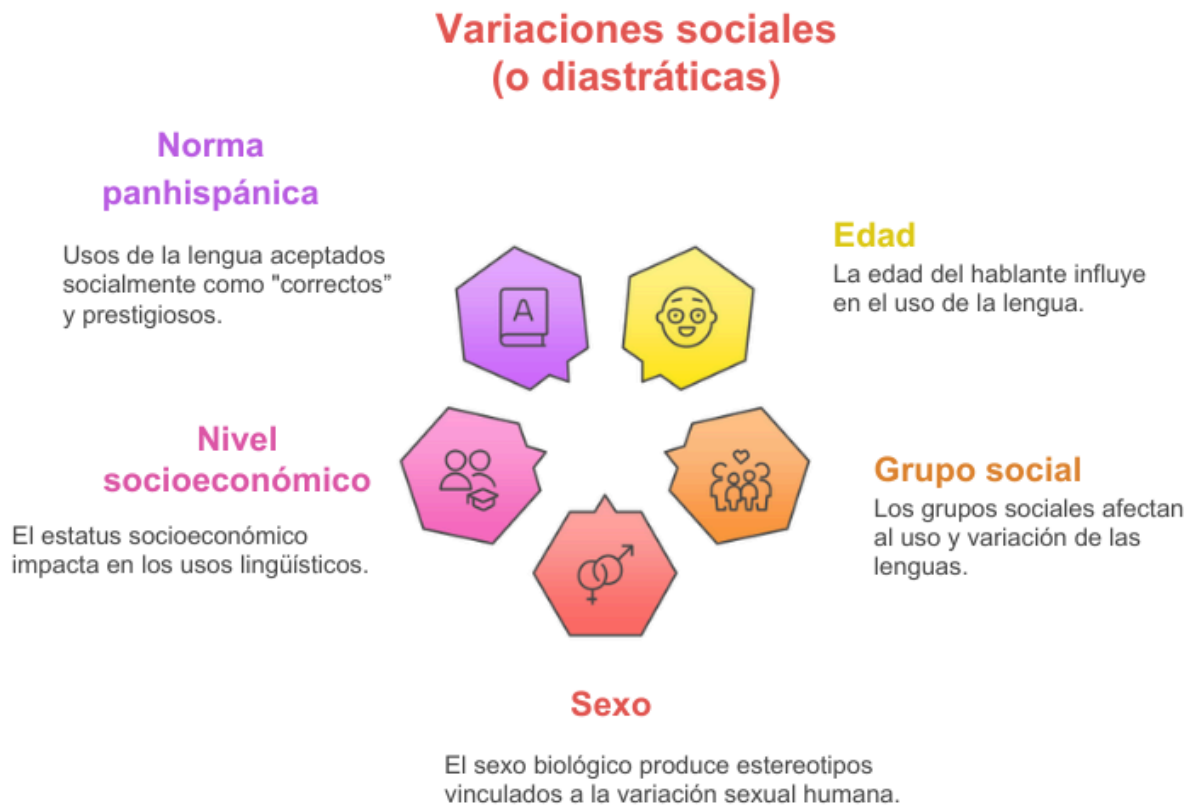 Variaciones sociales
(o diastráticas)
Norma
panhispánica
Usos de la lengua aceptados
socialmente como "correctos”
y prestigiosos.
A
Edad
La edad del hablante influye
en el uso de la lengua.
Nivel
socioeconómico
El estatus socioeconómico
impacta en los usos lingüísticos.
Grupo social
Los grupos sociales afectan
al uso y variación de las
lenguas.
Sexo
El sexo biológico produce estereotipos
vinculados a la variación sexual humana.